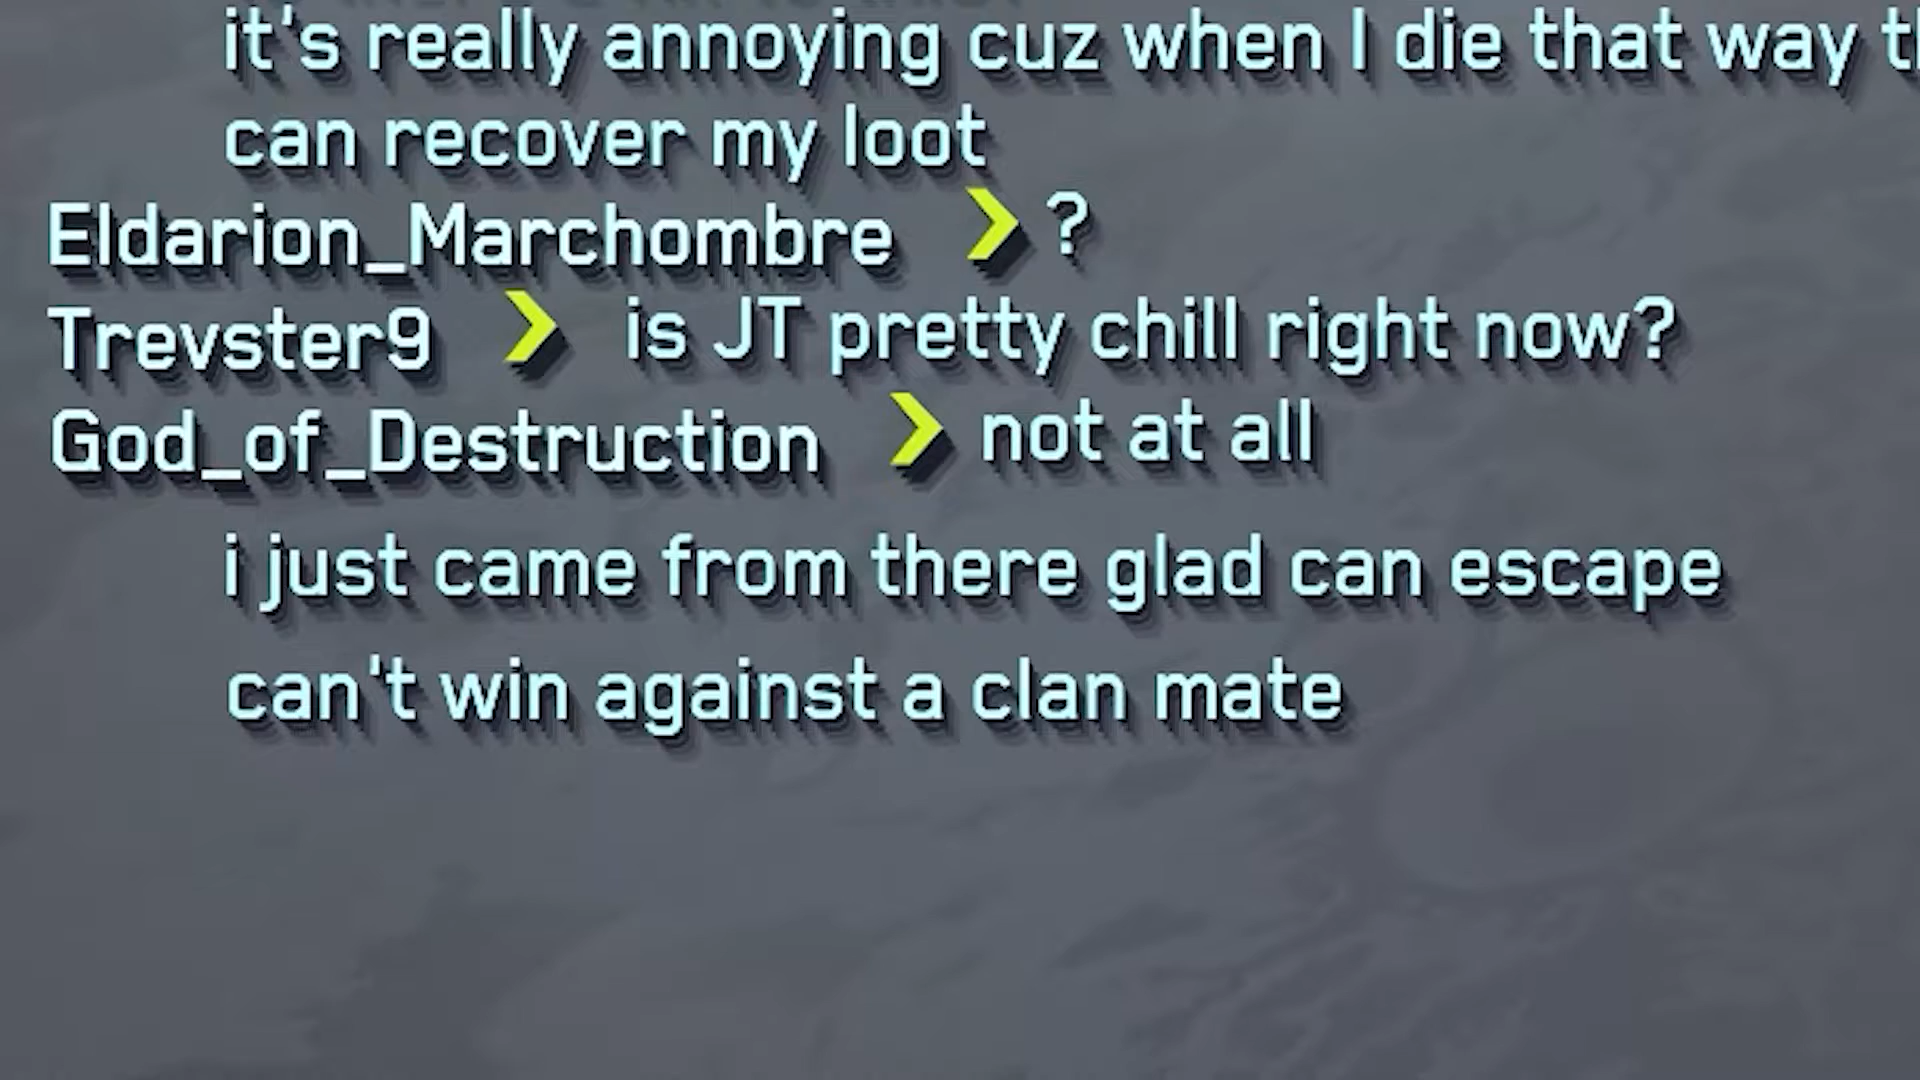 it's really annoying cuz when I die that way
can recover my loot
Eldarion_Marchombre > ?
Trevster9 > is JT pretty chill right now?
God_of_Destruction > not at all
i just came from there glad can escape
can't win against a clan mate